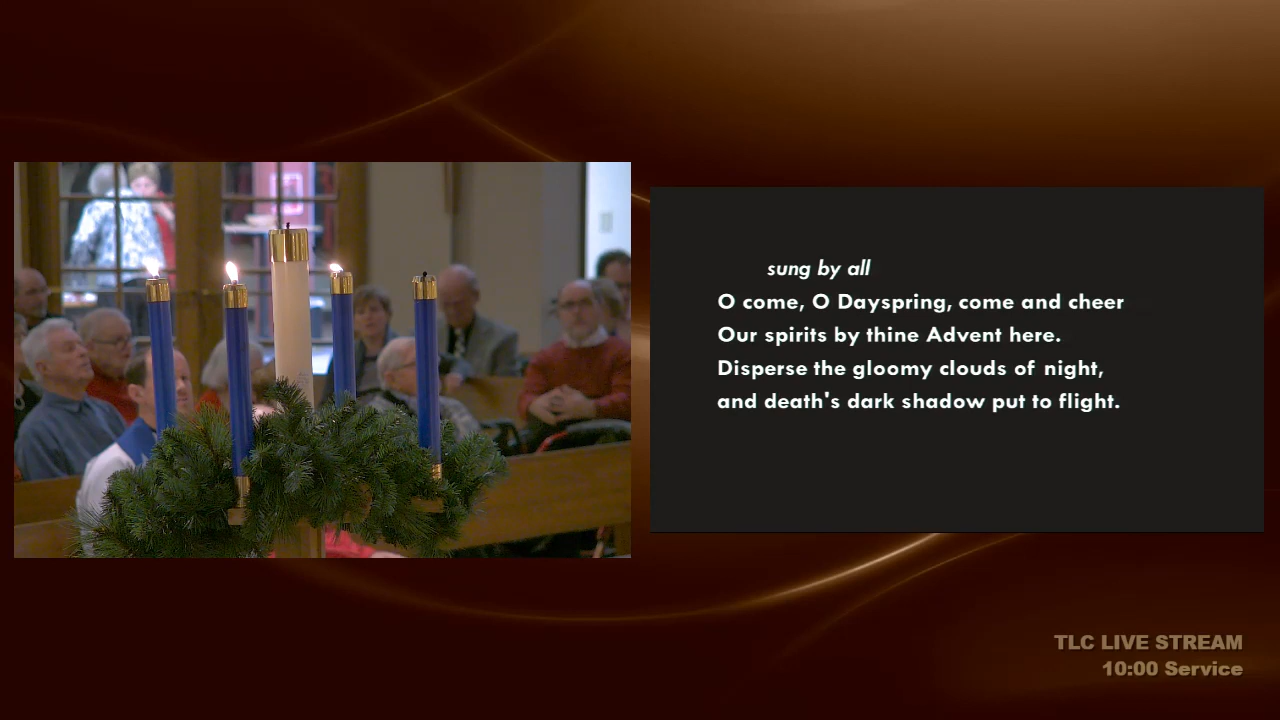 sung by all
O come, O Dayspring, come and cheer
Our spirits by thine Advent here.
Disperse the gloomy clouds of night,
and death's dark shadow put to flight.
TLC LIVE STREAM
10:00 Service